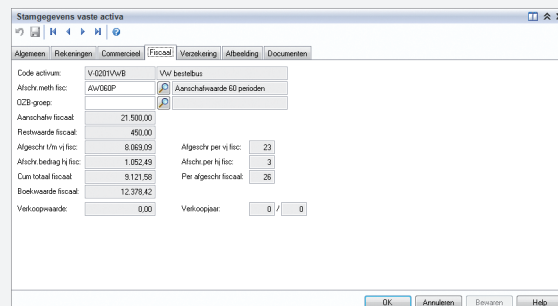 Stamgegevens vaste activa
Algemeen Rekeningen Commercieel Fiscaal Verzekering Afbeelding Documenten
Code activum: V-0201VWB VW bestelbus
Afschr.meth fisc: AW060P Aanschafwaarde 60 perioden
OZB-groep:
Aanschafw fiscaal: 21.500,00
Restwaarde fiscaal: 450,00
Afgeschr t/m vj fisc: 8.069,09 Afgeschr per vj fisc: 23
Afschr.bedrag hj fisc: 1.052,49 Afschr.per hj fisc: 3
Cum totaal fiscaal: 9.121,58 Per afgeschr fiscaal: 26
Boekwaarde fiscaal: 12.378,42
Verkoopwaarde: 0,00 Verkoopjaar: 0 / 0
OK Annuleren Bewaren Help